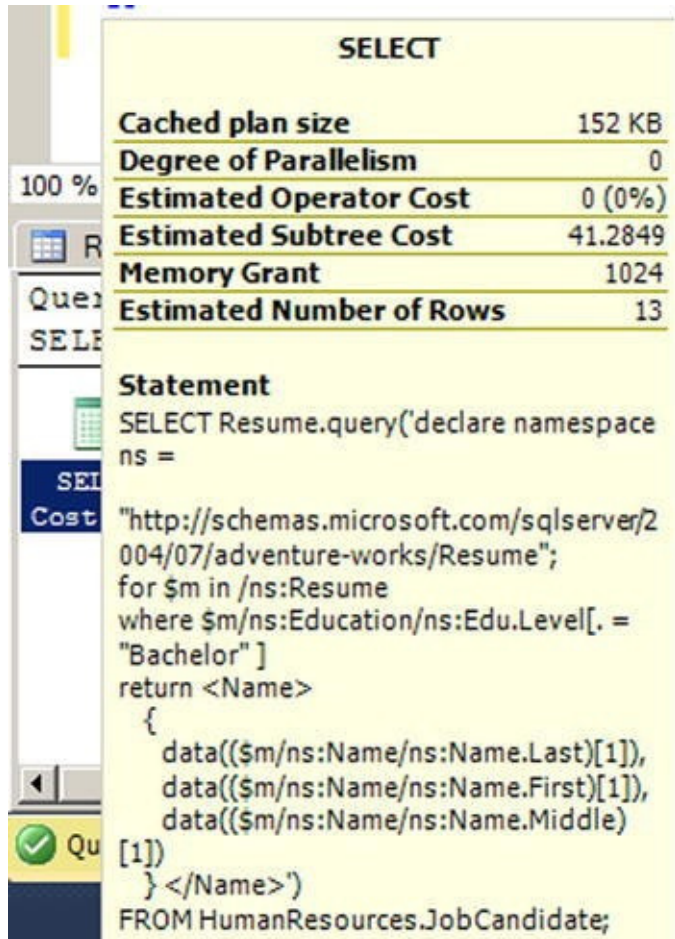 SELECT
Cached plan size 152 KB
Degree of Parallelism 0
100 %
Estimated Operator Cost 0 (0%)
Estimated Subtree Cost 41.2849
R
Memory Grant 1024
Quer
Estimated Number of Rows 13
SELE
Statement
SELECT Resume.query('declare namespace
ns =
SEL
Cost
"http://schemas.microsoft.com/sqlserver/2
004/07/adventure-works/Resume";
for $m in /ns:Resume
where $m/ns:Education/ns:Edu.Level[. =
"Bachelor" ]
return <Name>
{
data(($m/ns:Name/ns:Name.Last)[1]),
data(($m/ns:Name/ns:Name.First)[1]),
data(($m/ns:Name/ns:Name.Middle)
Qu
[1])
} </Name>')
FROM HumanResources.JobCandidate;